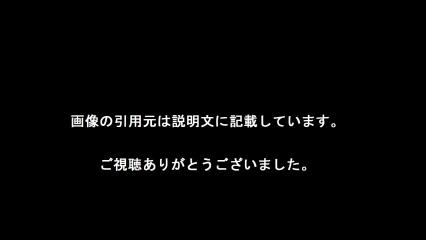 画像の引用元は説明文に記載しています。
ご視聴ありがとうございました。